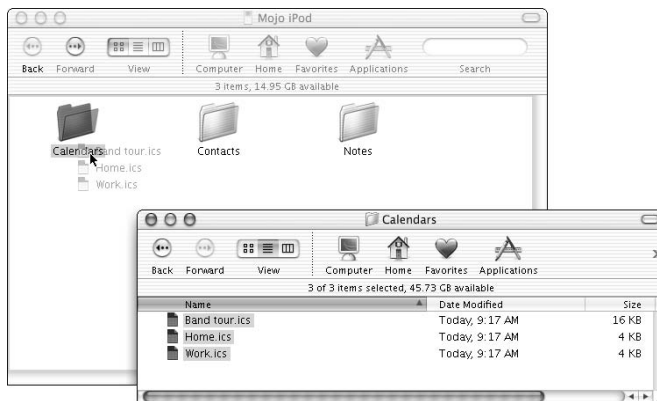 Mojo iPod
Back Forward View Computer Home Favorites Applications Search
3 items, 14.95 GB available
Calendars Contacts Notes
Band tour.ics
Home.ics
Work.ics
Calendars
Back Forward View Computer Home Favorites Applications
3 of 3 items selected, 45.73 GB available
Name Date Modified Size
Band tour.ics Today, 9:17 AM 16 KB
Home.ics Today, 9:17 AM 4 KB
Work.ics Today, 9:17 AM 4 KB